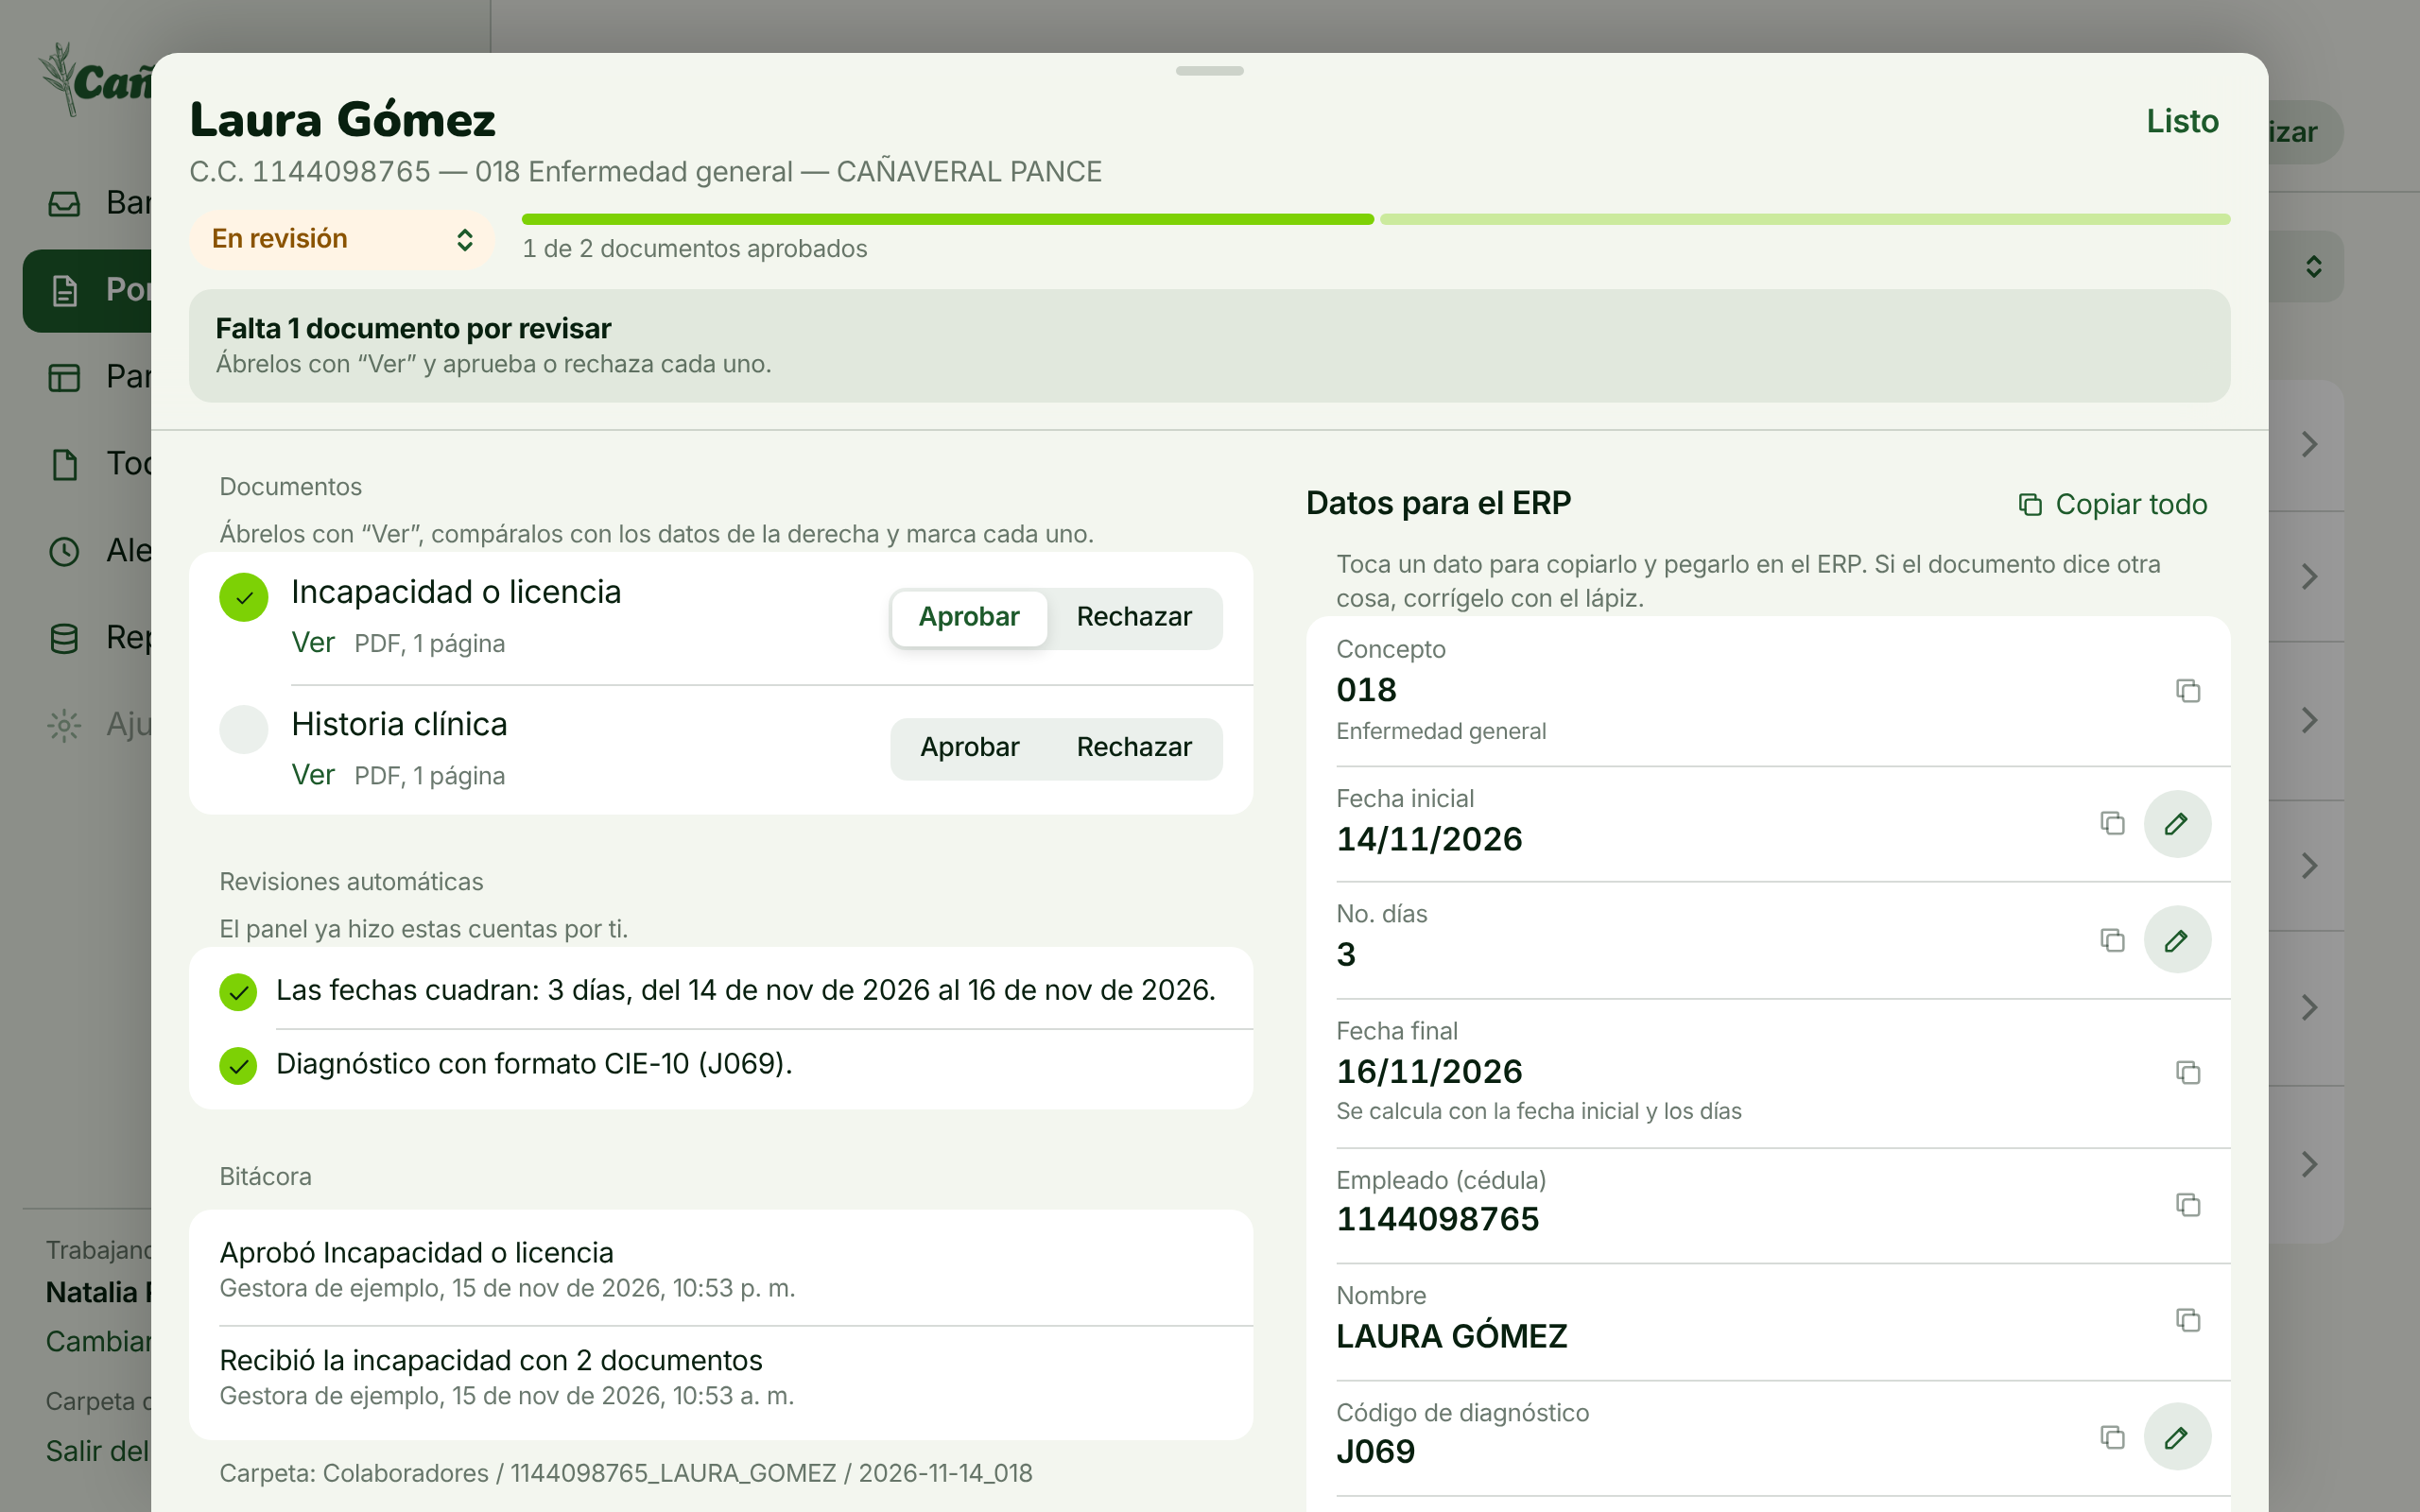 Laura Gómez
Listo
C.C. 1144098765 — 018 Enfermedad general — CAÑAVERAL PANCE
En revisión
1 de 2 documentos aprobados
Falta 1 documento por revisar
Ábrelos con “Ver” y aprueba o rechaza cada uno.
Documentos
Ábrelos con “Ver”, compáralos con los datos de la derecha y marca cada uno.
Incapacidad o licencia
Ver PDF, 1 página
Aprobar Rechazar
Historia clínica
Ver PDF, 1 página
Aprobar Rechazar
Revisiones automáticas
El panel ya hizo estas cuentas por ti.
Las fechas cuadran: 3 días, del 14 de nov de 2026 al 16 de nov de 2026.
Diagnóstico con formato CIE-10 (J069).
Bitácora
Aprobó Incapacidad o licencia
Gestora de ejemplo, 15 de nov de 2026, 10:53 p. m.
Recibió la incapacidad con 2 documentos
Gestora de ejemplo, 15 de nov de 2026, 10:53 a. m.
Carpeta: Colaboradores / 1144098765_LAURA_GOMEZ / 2026-11-14_018
Datos para el ERP
Copiar todo
Toca un dato para copiarlo y pegarlo en el ERP. Si el documento dice otra
cosa, corrígelo con el lápiz.
Concepto
018
Enfermedad general
Fecha inicial
14/11/2026
No. días
3
Fecha final
16/11/2026
Se calcula con la fecha inicial y los días
Empleado (cédula)
1144098765
Nombre
LAURA GÓMEZ
Código de diagnóstico
J069
Natalia
Salir del